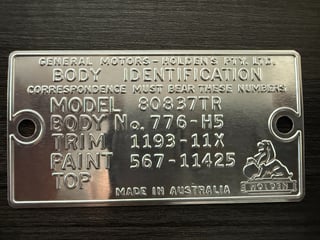 GENERAL MOTORS - HOLDEN'S PTY. LTD.
BODY IDENTIFICATION
CORRESPONDENCE MUST BEAR THESE NUMBERS
MODEL 80837TR
BODY No. 776-H5
TRIM 1193-11X
PAINT 567-11425
TOP
HOLDEN
MADE IN AUSTRALIA